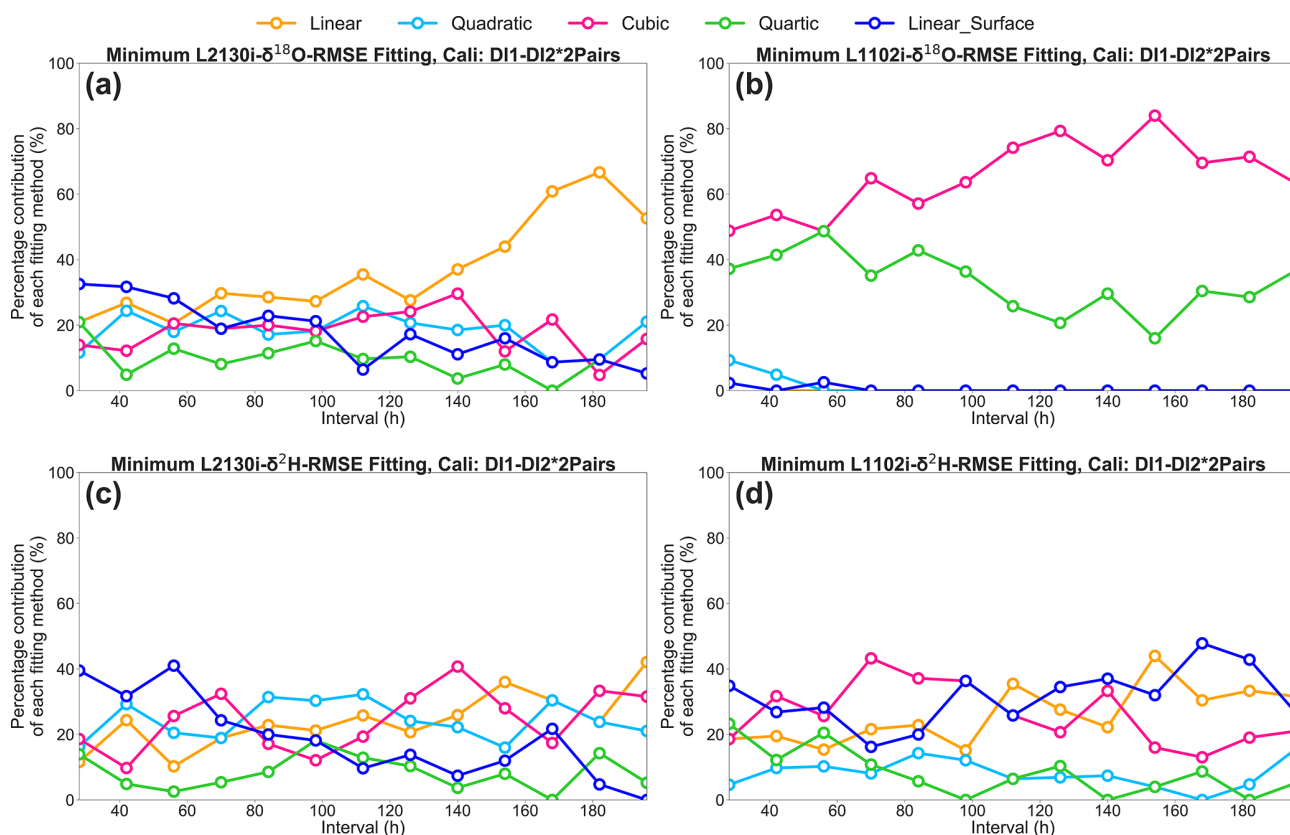 Linear Quadratic Cubic Quartic Linear_Surface
Minimum L2130i-δ¹⁸O-RMSE Fitting, Cali: DI1-DI2*2Pairs
(a)
Percentage contribution
of each fitting method (%)
100
80
60
40
20
0
40 60 80 100 120 140 160 180
Interval (h)
Minimum L1102i-δ¹⁸O-RMSE Fitting, Cali: DI1-DI2*2Pairs
(b)
Percentage contribution
of each fitting method (%)
100
80
60
40
20
0
40 60 80 100 120 140 160 180
Interval (h)
Minimum L2130i-δ²H-RMSE Fitting, Cali: DI1-DI2*2Pairs
(c)
Percentage contribution
of each fitting method (%)
100
80
60
40
20
0
40 60 80 100 120 140 160 180
Interval (h)
Minimum L1102i-δ²H-RMSE Fitting, Cali: DI1-DI2*2Pairs
(d)
Percentage contribution
of each fitting method (%)
100
80
60
40
20
0
40 60 80 100 120 140 160 180
Interval (h)